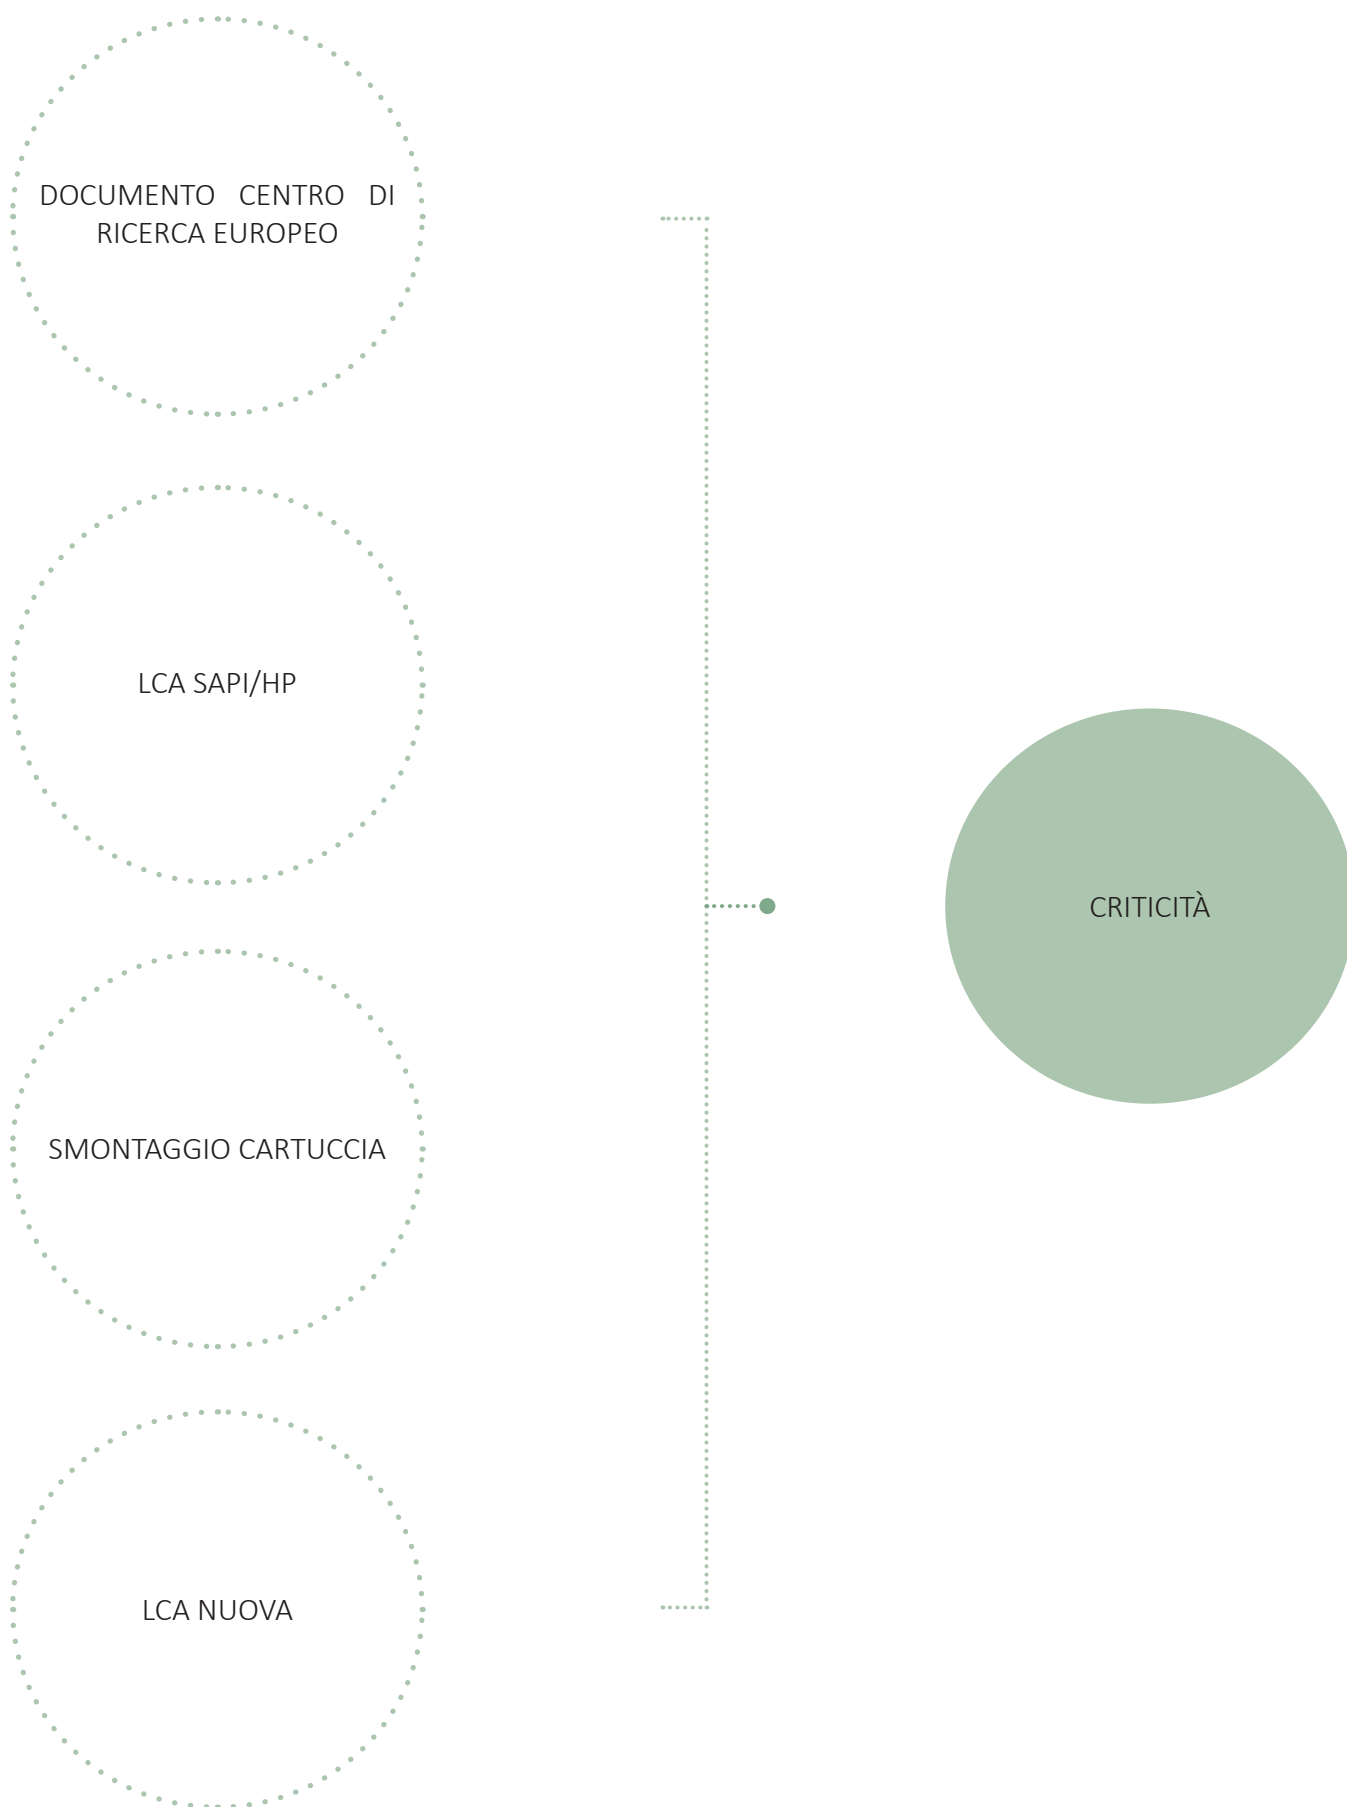 DOCUMENTO CENTRO DI
RICERCA EUROPEO
LCA SAPI/HP
CRITICITÀ
SMONTAGGIO CARTUCCIA
LCA NUOVA